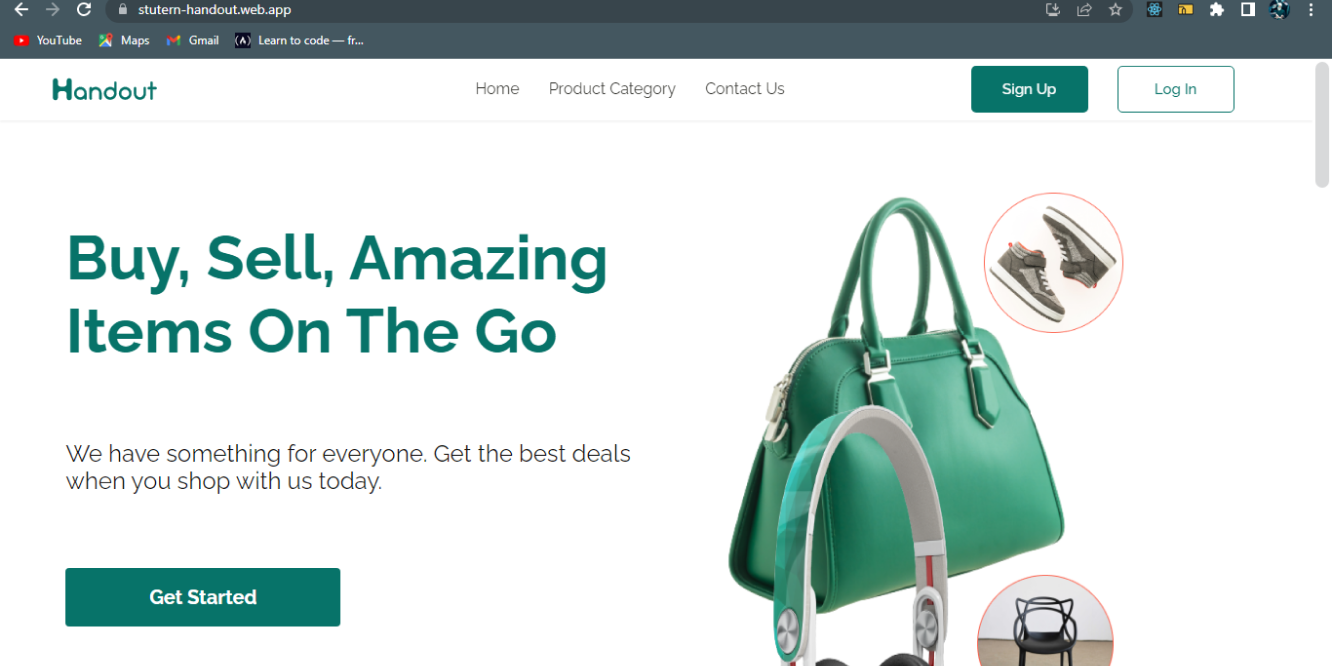 stutern-handout.web.app
YouTube Maps Gmail Learn to code — fr...
Handout Home Product Category Contact Us Sign Up Log In
Buy, Sell, Amazing
Items On The Go
We have something for everyone. Get the best deals
when you shop with us today.
Get Started